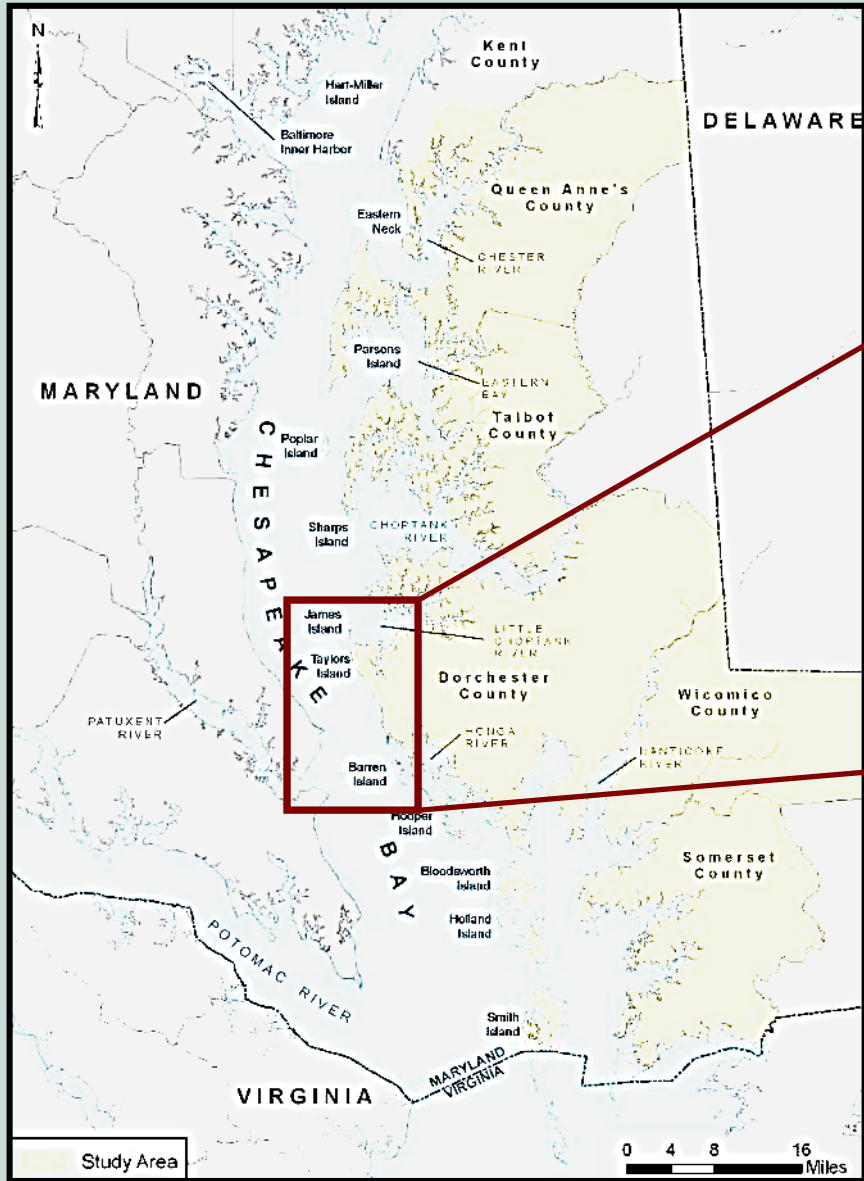 N
Kent
County
Hart-Miller
Island
DELAWARE
Baltimore
Inner Harbor
Queen Anne's
County
Eastern
Neck
CHESTER
RIVER
Parsons
Island
EASTERN
BAY
MARYLAND
Talbot
County
CHESAPEAKE
Poplar
Island
Sharps
Island
CHOPTANK
RIVER
James
Island
LITTLE
CHOPTANK
RIVER
Taylors
Island
Dorchester
County
Wicomico
County
PATUXENT
RIVER
HONGA
RIVER
NANTICOKE
RIVER
Barren
Island
Hooper
Island
BAY
Somerset
County
Bloodsworth
Island
Holland
Island
POTOMAC RIVER
Smith
Island
MARYLAND
VIRGINIA
VIRGINIA
Study Area
0 4 8 16
Miles